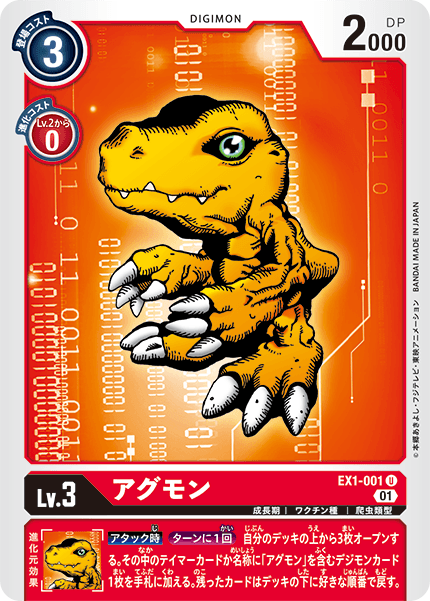 DIGIMON
登場コスト
3
DP
2000
進化コスト
Lv.2から
0
©本郷あきよし・フジテレビ・東映アニメーション BANDAI MADE IN JAPAN
EX1-001 U
01
Lv.3
アグモン
成長期 | ワクチン種 | 爬虫類型
進化元効果
アタック時 ターンに1回 自分のデッキの上から3枚オープンす
る。その中のテイマーカードか名称に「アグモン」を含むデジモンカード
1枚を手札に加える。残ったカードはデッキの下に好きな順番で戻す。